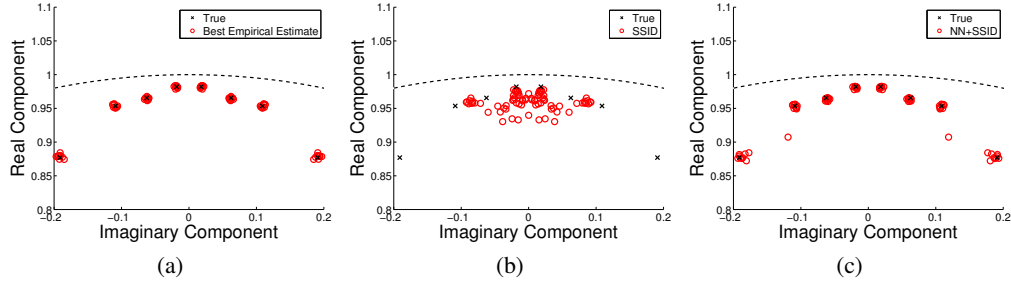 1.1
1.05
1
0.95
0.9
0.85
0.8
−0.2
−0.1
0
0.1
0.2
Real Component
Imaginary Component
True
Best Empirical Estimate
(a)
1.1
1.05
1
0.95
0.9
0.85
0.8
−0.2
−0.1
0
0.1
0.2
Real Component
Imaginary Component
True
SSID
(b)
1.1
1.05
1
0.95
0.9
0.85
0.8
−0.2
−0.1
0
0.1
0.2
Real Component
Imaginary Component
True
NN+SSID
(c)